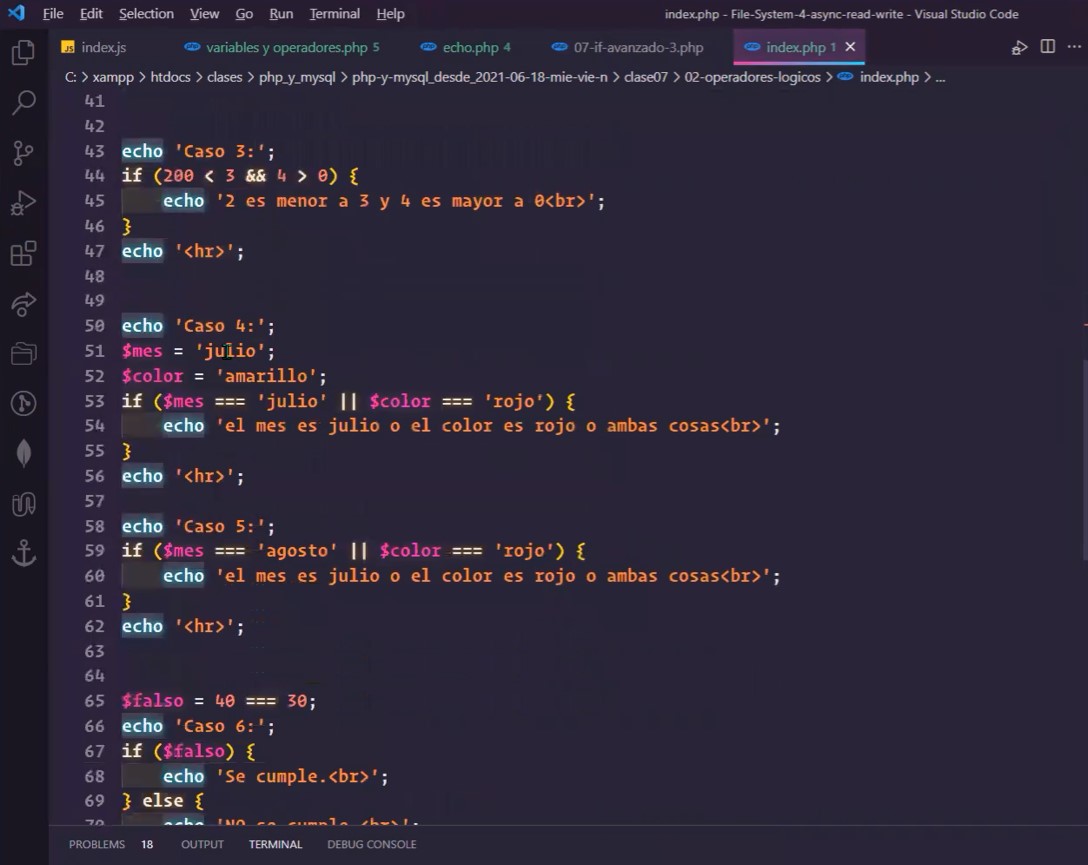 File Edit Selection View Go Run Terminal Help index.php - File-System-4-async-read-write - Visual Studio Code
JS index.js variables y operadores.php 5 echo.php 4 07-if-avanzado-3.php index.php 1
C: > xampp > htdocs > clases > php_y_mysql > php-y-mysql_desde_2021-06-18-mie-vie-n > clase07 > 02-operadores-logicos > index.php > ...
41
42
43 echo 'Caso 3:';
44 if (200 < 3 && 4 > 0) {
45 echo '2 es menor a 3 y 4 es mayor a 0<br>';
46 }
47 echo '<hr>';
48
49
50 echo 'Caso 4:';
51 $mes = 'julio';
52 $color = 'amarillo';
53 if ($mes === 'julio' || $color === 'rojo') {
54 echo 'el mes es julio o el color es rojo o ambas cosas<br>';
55 }
56 echo '<hr>';
57
58 echo 'Caso 5:';
59 if ($mes === 'agosto' || $color === 'rojo') {
60 echo 'el mes es julio o el color es rojo o ambas cosas<br>';
61 }
62 echo '<hr>';
63
64
65 $falso = 40 === 30;
66 echo 'Caso 6:';
67 if ($falso) {
68 echo 'Se cumple.<br>';
69 } else {
70 echo 'NO se cumple.<br>';
PROBLEMS 18 OUTPUT TERMINAL DEBUG CONSOLE